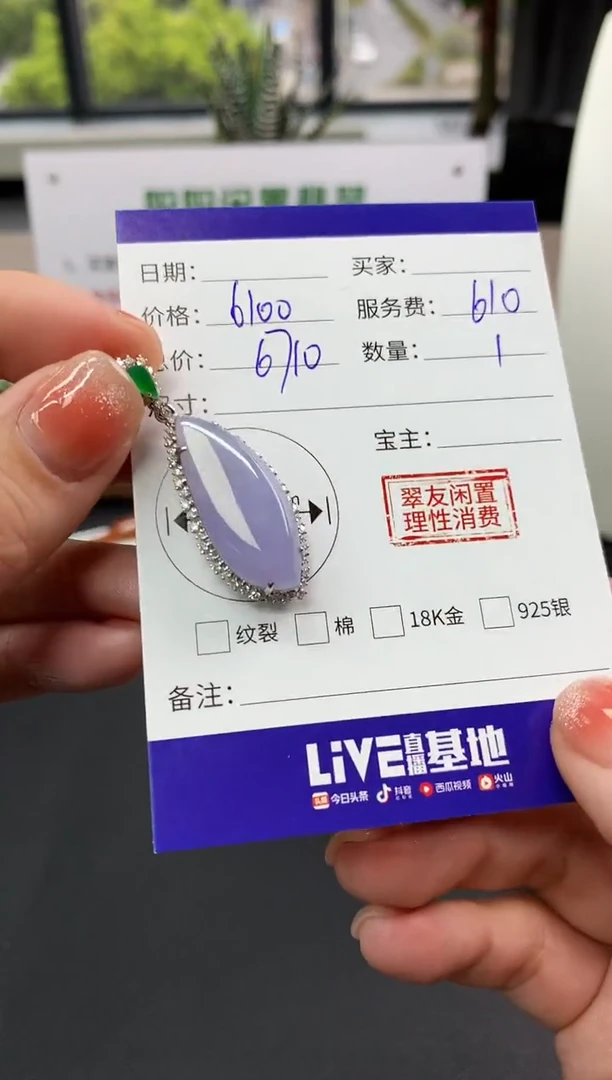 日期:
买家:
价格: 6100
服务费: 610
价: 6710
数量: 1
寸:
宝主:
翠友闲置
理性消费
纹裂 棉 18K金 925银
备注:
LiVE直播基地
头条 今日头条 抖音 西瓜视频 火山